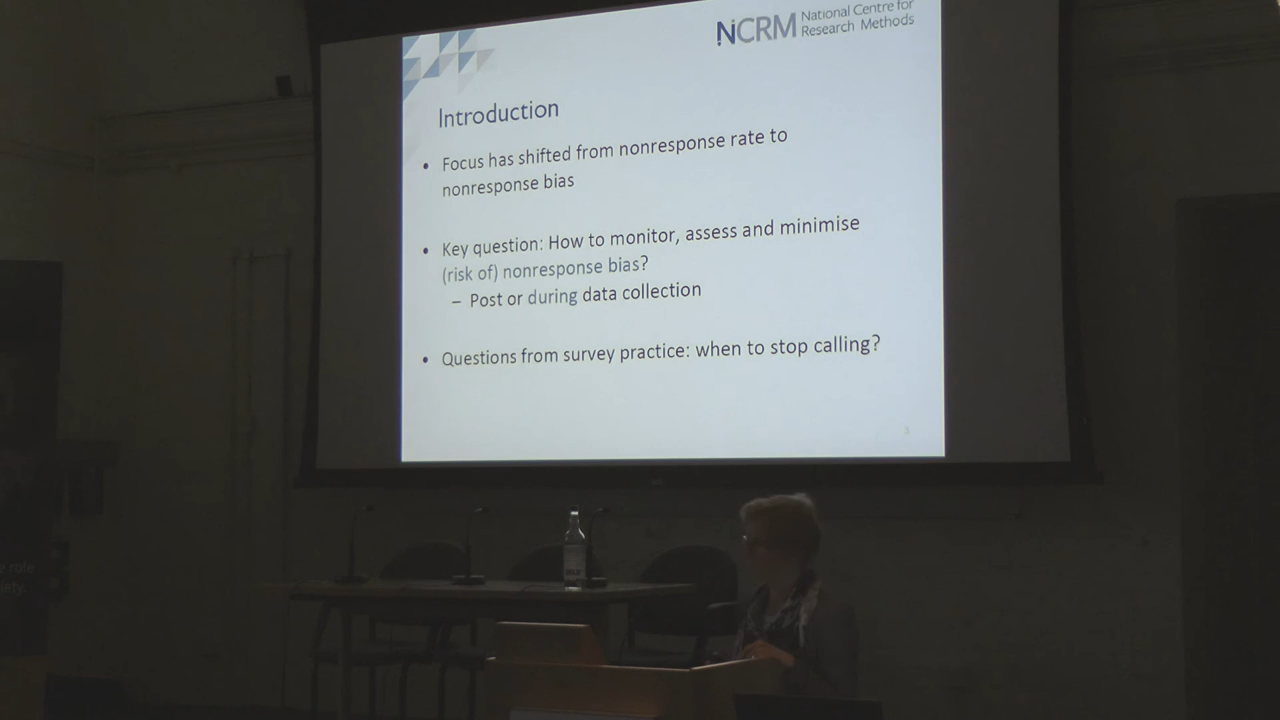 NCRM National Centre for
Research Methods
Introduction
• Focus has shifted from nonresponse rate to
nonresponse bias
• Key question: How to monitor, assess and minimise
(risk of) nonresponse bias?
– Post or during data collection
• Questions from survey practice: when to stop calling?
3